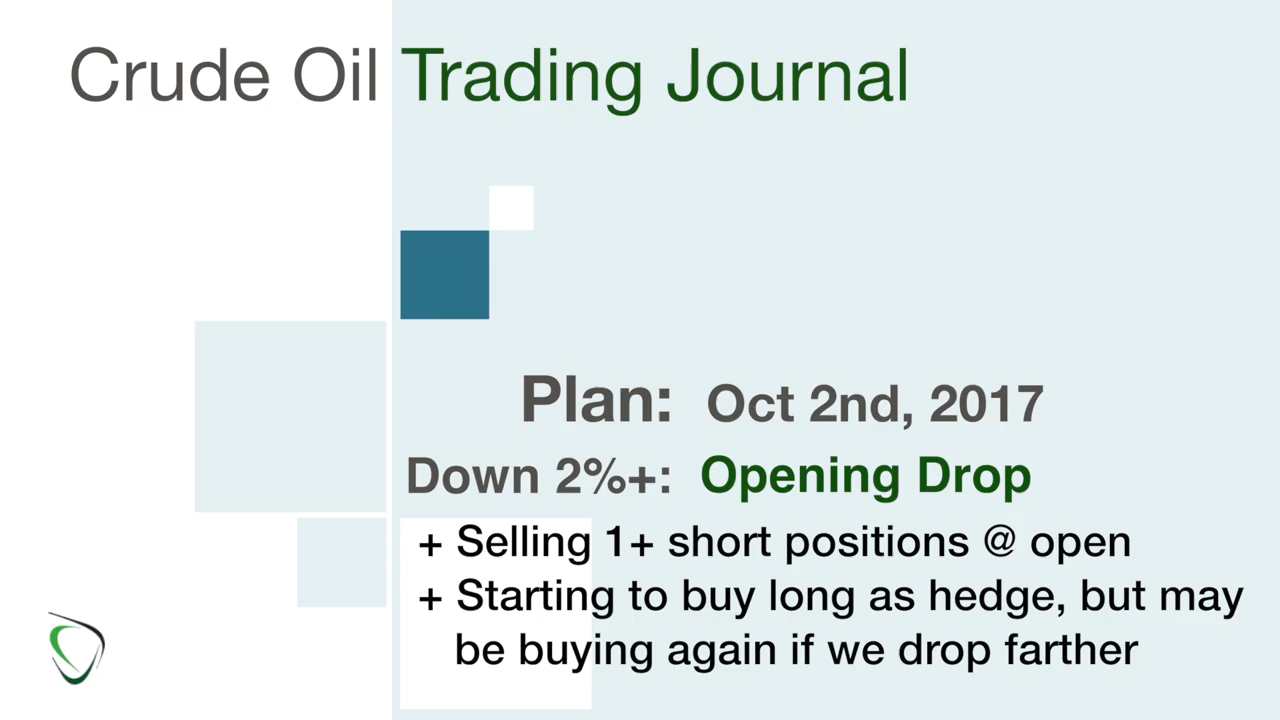 Crude Oil Trading Journal
Plan: Oct 2nd, 2017
Down 2%+: Opening Drop
+ Selling 1+ short positions @ open
+ Starting to buy long as hedge, but may
be buying again if we drop farther